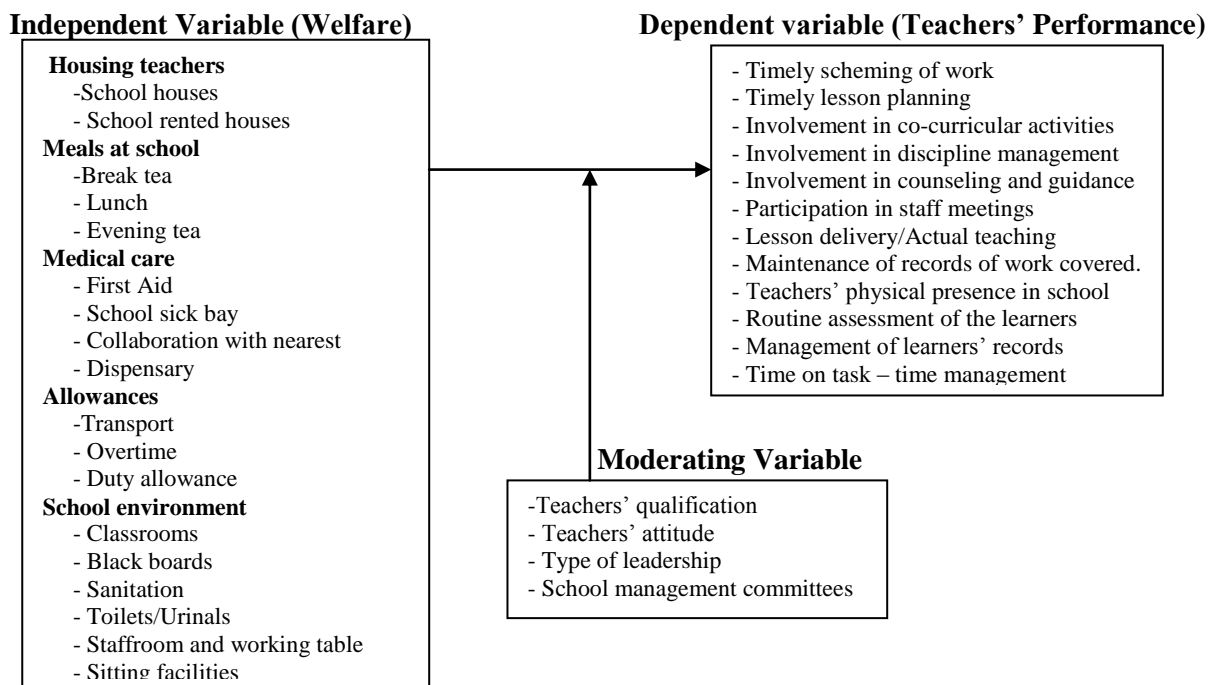 Independent Variable (Welfare)
Housing teachers
-School houses
- School rented houses
Meals at school
-Break tea
- Lunch
- Evening tea
Medical care
- First Aid
- School sick bay
- Collaboration with nearest
- Dispensary
Allowances
-Transport
- Overtime
- Duty allowance
School environment
- Classrooms
- Black boards
- Sanitation
- Toilets/Urinals
- Staffroom and working table
- Sitting facilities
Dependent variable (Teachers’ Performance)
- Timely scheming of work
- Timely lesson planning
- Involvement in co-curricular activities
- Involvement in discipline management
- Involvement in counseling and guidance
- Participation in staff meetings
- Lesson delivery/Actual teaching
- Maintenance of records of work covered.
- Teachers’ physical presence in school
- Routine assessment of the learners
- Management of learners’ records
- Time on task – time management
Moderating Variable
-Teachers’ qualification
- Teachers’ attitude
- Type of leadership
- School management committees